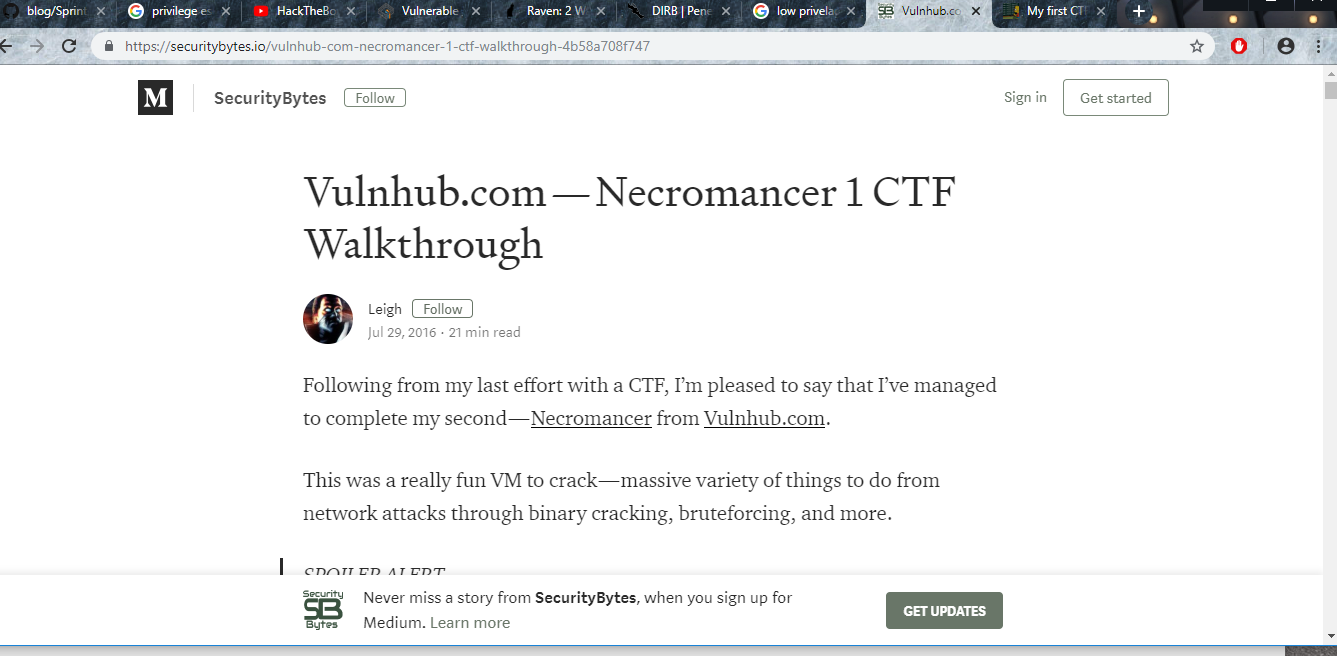 blog/Sprint
privilege es
HackTheBo
Vulnerable
Raven: 2 W
DIRB | Pene
low privela
Vulnhub.co
My first CT
https://securitybytes.io/vulnhub-com-necromancer-1-ctf-walkthrough-4b58a708f747
M
SecurityBytes
Follow
Sign in
Get started
Vulnhub.com — Necromancer 1 CTF
Walkthrough
Leigh
Follow
Jul 29, 2016 · 21 min read
Following from my last effort with a CTF, I’m pleased to say that I’ve managed
to complete my second — Necromancer from Vulnhub.com.
This was a really fun VM to crack — massive variety of things to do from
network attacks through binary cracking, bruteforcing, and more.
SPOILER ALERT
Security
SB
Bytes
Never miss a story from SecurityBytes, when you sign up for
Medium. Learn more
GET UPDATES